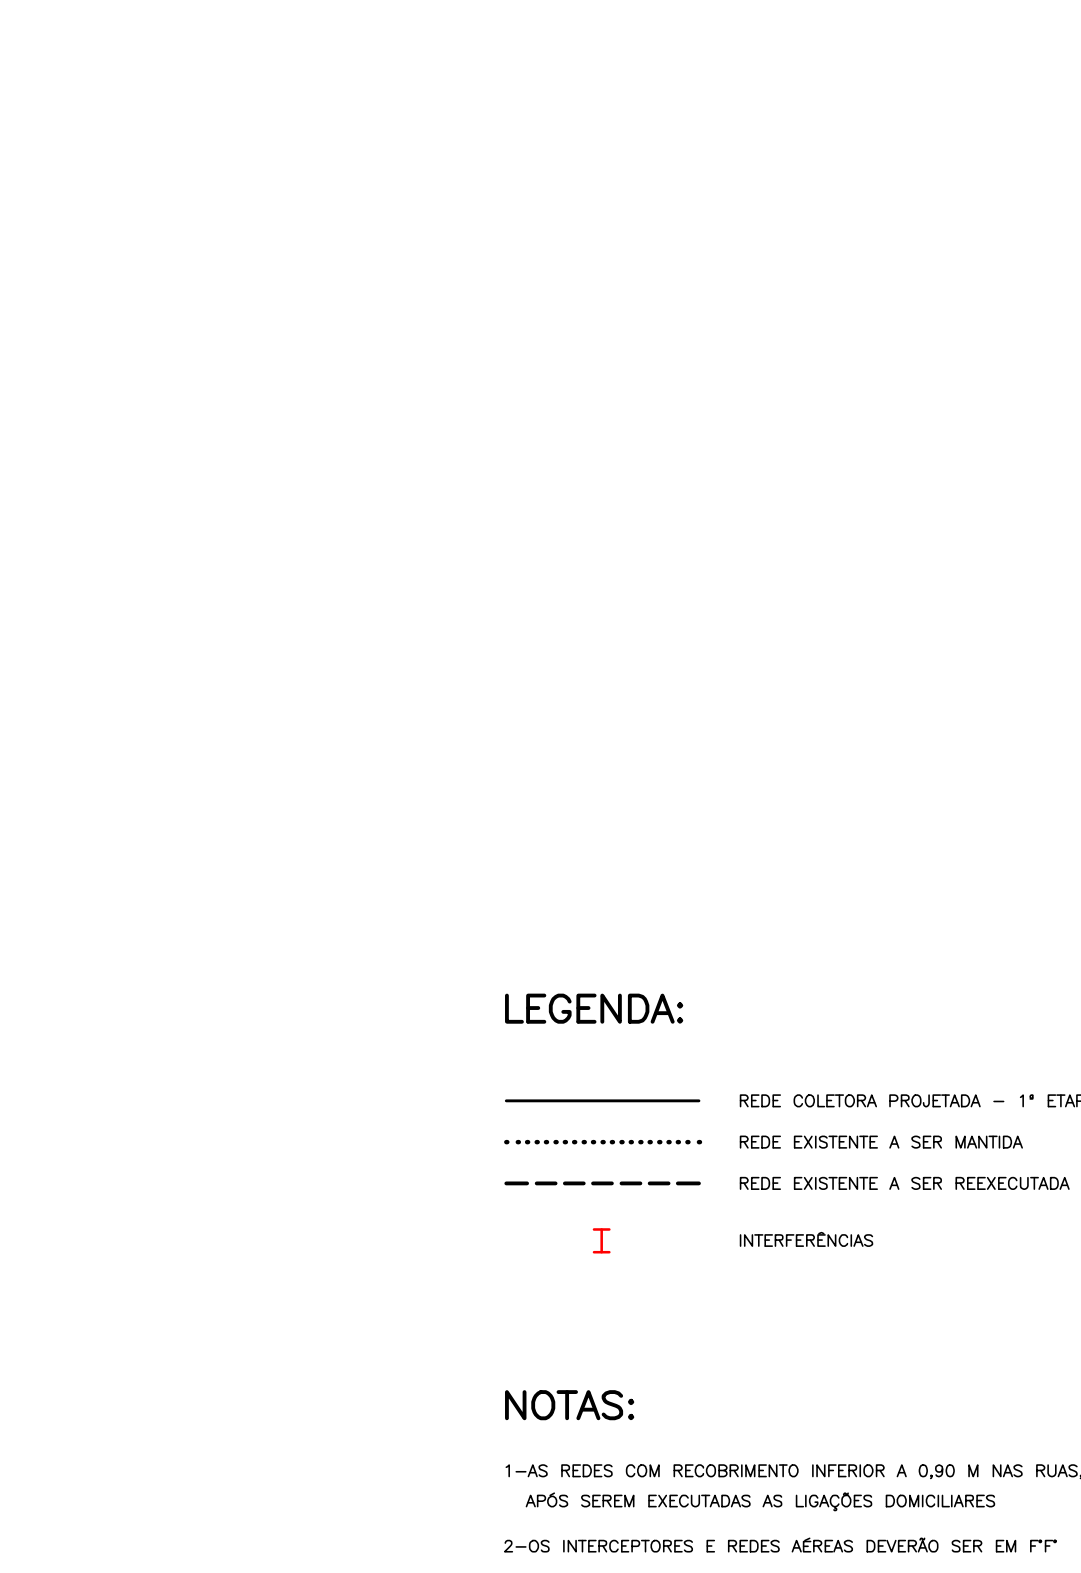 LEGENDA:
REDE COLETORA PROJETADA – 1ª
REDE EXISTENTE A SER MANTIDA
REDE EXISTENTE A SER REEXECUTADA
INTERFERÊNCIAS
NOTAS:
1–AS REDES COM RECOBRIMENTO INFERIOR A 0,90 M NAS RUAS,
APÓS SEREM EXECUTADAS AS LIGAÇÕES DOMICILIARES
2–OS INTERCEPTORES E REDES AÉREAS DEVERÃO SER EM F°F°